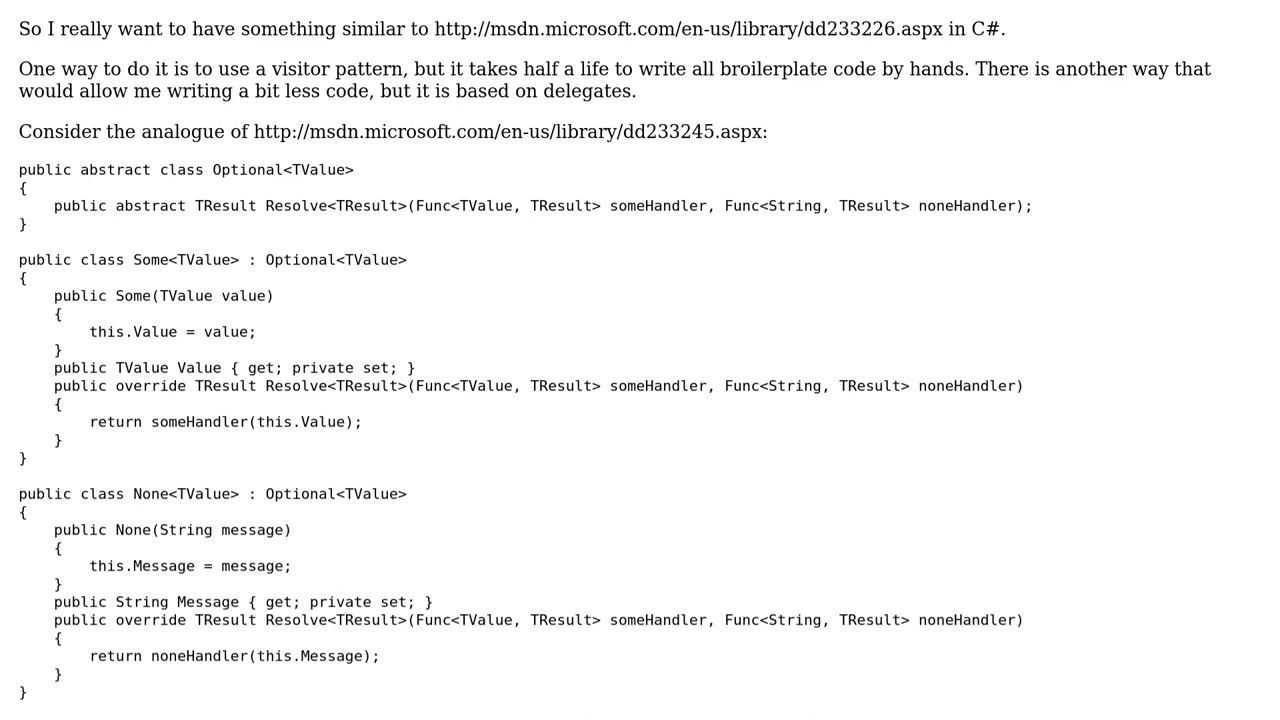 So I really want to have something similar to http://msdn.microsoft.com/en-us/library/dd233226.aspx in C#.
One way to do it is to use a visitor pattern, but it takes half a life to write all broilerplate code by hands. There is another way that
would allow me writing a bit less code, but it is based on delegates.
Consider the analogue of http://msdn.microsoft.com/en-us/library/dd233245.aspx:
public abstract class Optional<TValue>
{
    public abstract TResult Resolve<TResult>(Func<TValue, TResult> someHandler, Func<String, TResult> noneHandler);
}
public class Some<TValue> : Optional<TValue>
{
    public Some(TValue value)
    {
        this.Value = value;
    }
    public TValue Value { get; private set; }
    public override TResult Resolve<TResult>(Func<TValue, TResult> someHandler, Func<String, TResult> noneHandler)
    {
        return someHandler(this.Value);
    }
}
public class None<TValue> : Optional<TValue>
{
    public None(String message)
    {
        this.Message = message;
    }
    public String Message { get; private set; }
    public override TResult Resolve<TResult>(Func<TValue, TResult> someHandler, Func<String, TResult> noneHandler)
    {
        return noneHandler(this.Message);
    }
}